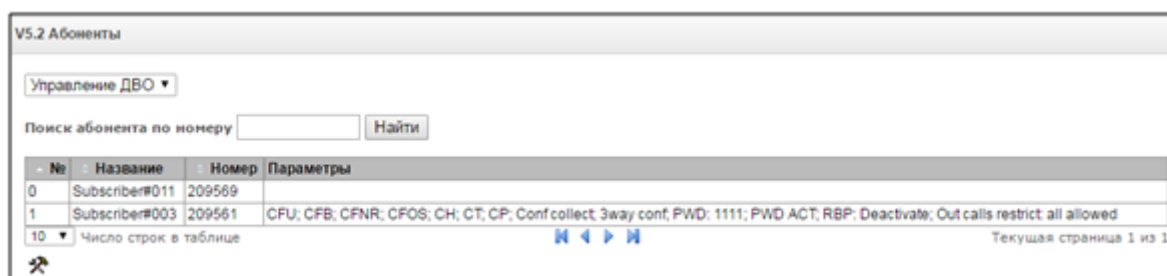 V5.2 Абоненты
Управление ДВО
Поиск абонента по номеру Найти
№ Название Номер Параметры
0 Subscriber#011 209569
1 Subscriber#003 209561 CFU; CFB; CFNR; CFOS; CH; CT; CP; Conf collect; 3way conf; PWD: 1111; PWD ACT; RBP; Deactivate; Out calls restrict: all allowed
10 Число строк в таблице Текущая страница 1 из 1